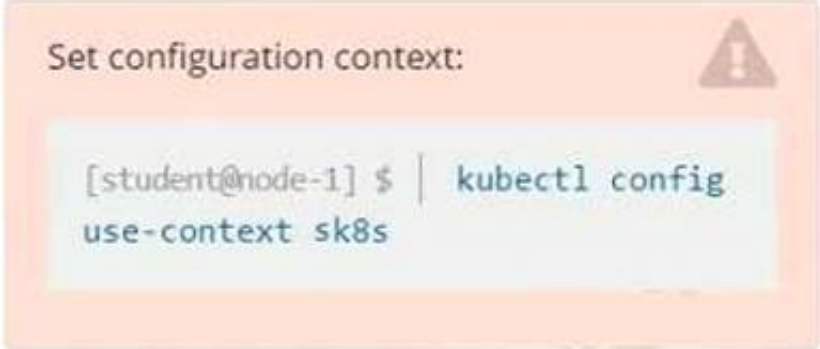 Set configuration context:
[student@node-1] $ | kubectl config
use-context sk8s